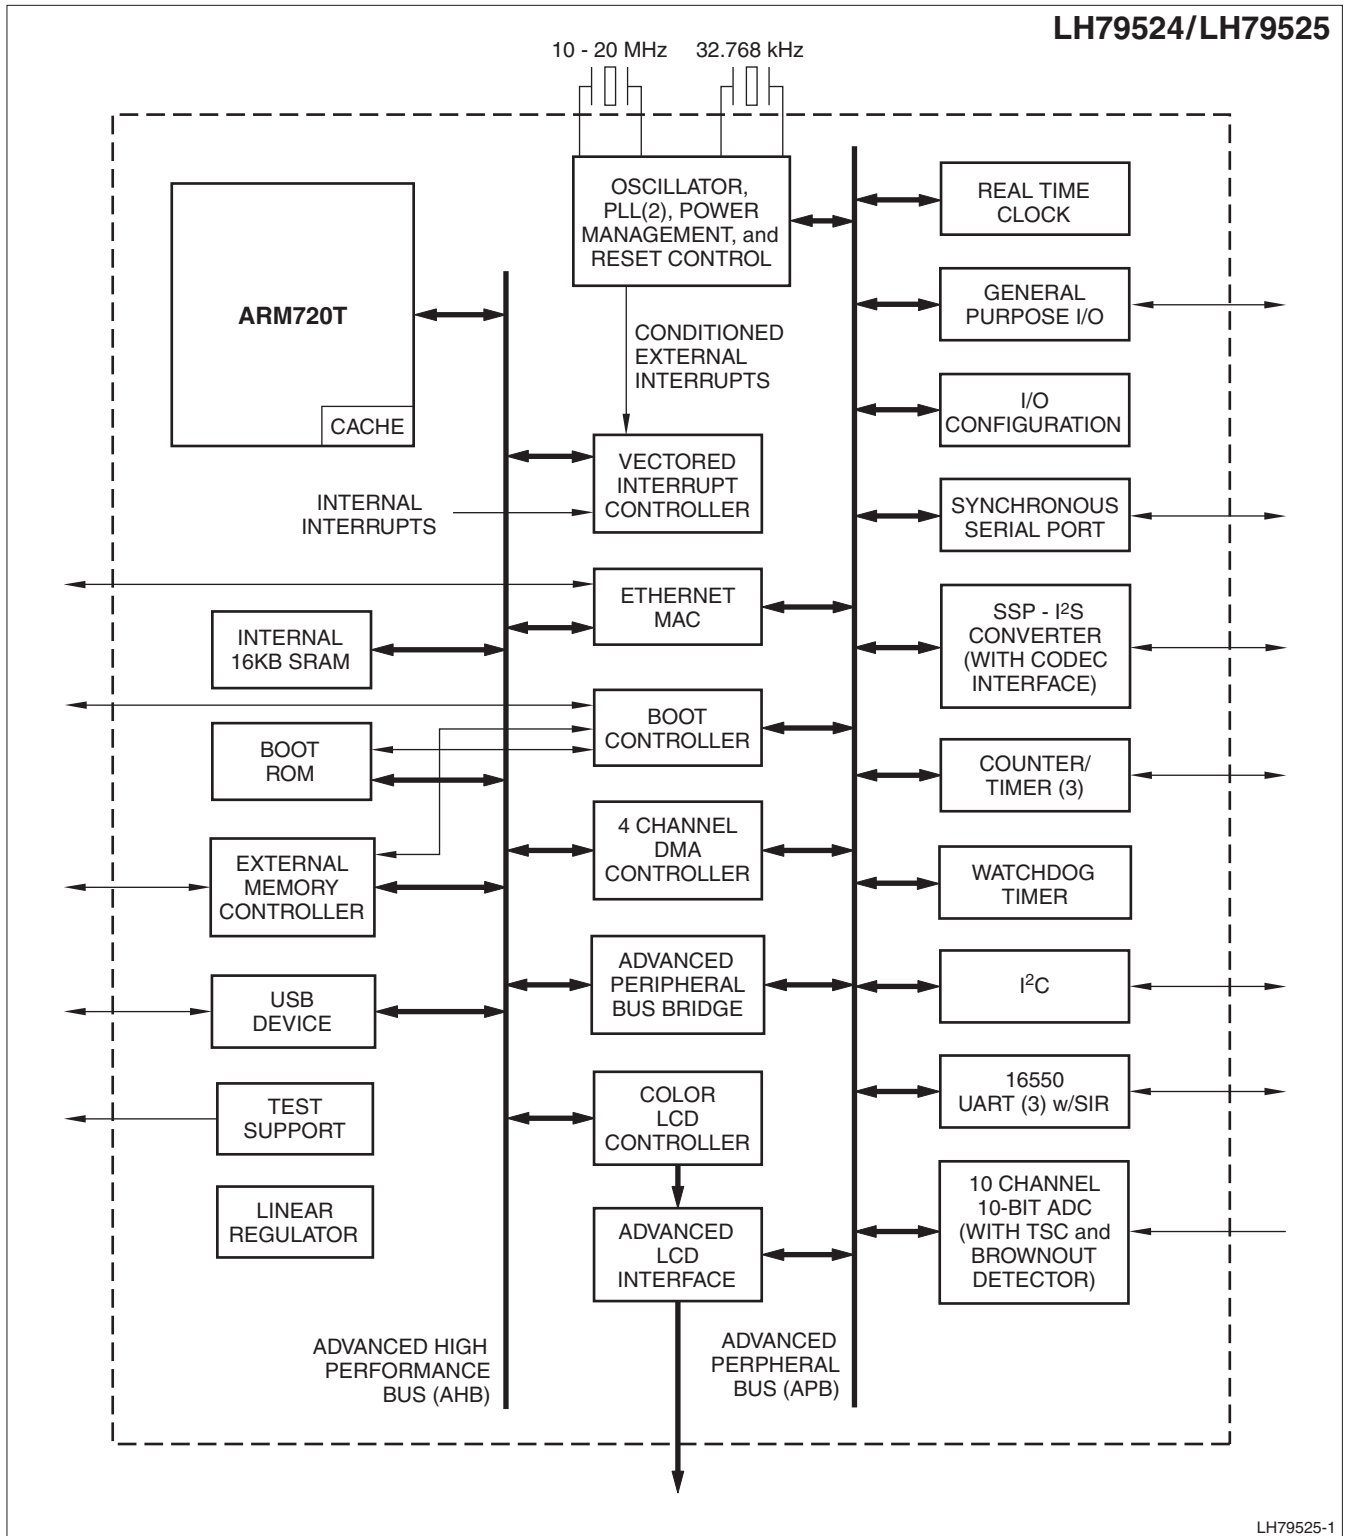 LH79524/LH79525
10 - 20 MHz
32.768 kHz
OSCILLATOR,
PLL(2), POWER
MANAGEMENT, and
RESET CONTROL
REAL TIME
CLOCK
ARM720T
CACHE
GENERAL
PURPOSE I/O
CONDITIONED
EXTERNAL
INTERRUPTS
I/O
CONFIGURATION
VECTORED
INTERRUPT
CONTROLLER
INTERNAL
INTERRUPTS
SYNCHRONOUS
SERIAL PORT
ETHERNET
MAC
SSP - I²S
CONVERTER
(WITH CODEC
INTERFACE)
INTERNAL
16KB SRAM
BOOT
CONTROLLER
BOOT
ROM
COUNTER/
TIMER (3)
4 CHANNEL
DMA
CONTROLLER
EXTERNAL
MEMORY
CONTROLLER
WATCHDOG
TIMER
ADVANCED
PERIPHERAL
BUS BRIDGE
I²C
USB
DEVICE
COLOR
LCD
CONTROLLER
16550
UART (3) w/SIR
TEST
SUPPORT
10 CHANNEL
10-BIT ADC
(WITH TSC and
BROWNOUT
DETECTOR)
LINEAR
REGULATOR
ADVANCED
LCD
INTERFACE
ADVANCED HIGH
PERFORMANCE
BUS (AHB)
ADVANCED
PERPHERAL
BUS (APB)
LH79525-1